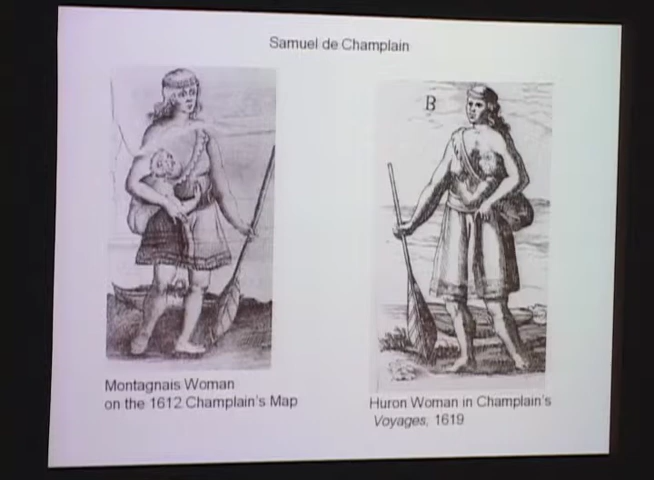 Samuel de Champlain
B
Montagnais Woman
on the 1612 Champlain's Map
Huron Woman in Champlain's
Voyages, 1619